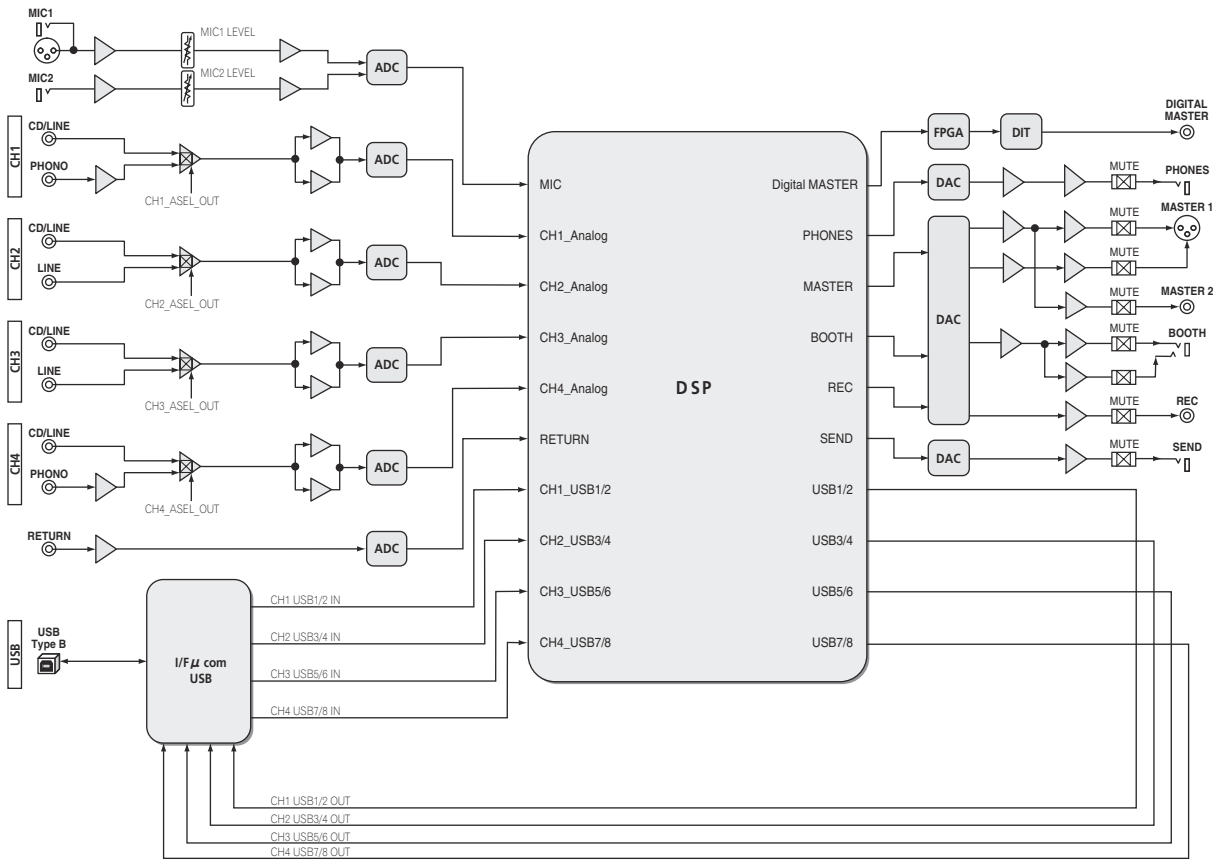 MIC1
MIC1 LEVEL
ADC
MIC2
MIC2 LEVEL
CH1
CD/LINE
PHONO
CH1_ASEL_OUT
ADC
CH2
CD/LINE
LINE
CH2_ASEL_OUT
ADC
CH3
CD/LINE
LINE
CH3_ASEL_OUT
ADC
CH4
CD/LINE
PHONO
CH4_ASEL_OUT
ADC
RETURN
ADC
USB
USB
Type B
I/F μ com
USB
CH1 USB1/2 IN
CH2 USB3/4 IN
CH3 USB5/6 IN
CH4 USB7/8 IN
DSP
MIC
CH1_Analog
CH2_Analog
CH3_Analog
CH4_Analog
RETURN
CH1_USB1/2
CH2_USB3/4
CH3_USB5/6
CH4_USB7/8
Digital MASTER
PHONES
MASTER
BOOTH
REC
SEND
USB1/2
USB3/4
USB5/6
USB7/8
FPGA
DIT
DIGITAL
MASTER
DAC
MUTE
PHONES
DAC
MUTE
MASTER 1
MUTE
MUTE
MASTER 2
MUTE
BOOTH
MUTE
REC
DAC
MUTE
SEND
CH1 USB1/2 OUT
CH2 USB3/4 OUT
CH3 USB5/6 OUT
CH4 USB7/8 OUT